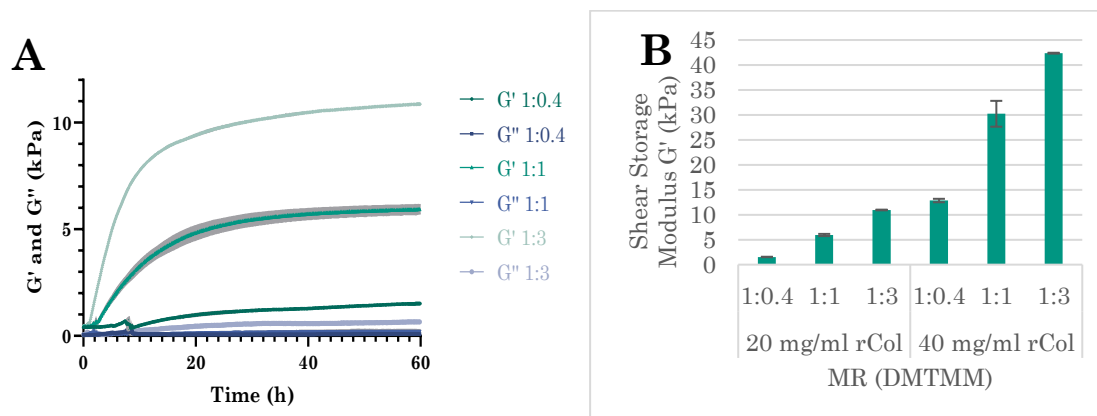 A
G' and G'' (kPa)
10
5
0
0
20
40
60
Time (h)
G' 1:0.4
G'' 1:0.4
G' 1:1
G'' 1:1
G' 1:3
G'' 1:3
B
Shear Storage
Modulus G' (kPa)
45
40
35
30
25
20
15
10
5
0
1:0.4 1:1 1:3 1:0.4 1:1 1:3
20 mg/ml rCol 40 mg/ml rCol
MR (DMTMM)